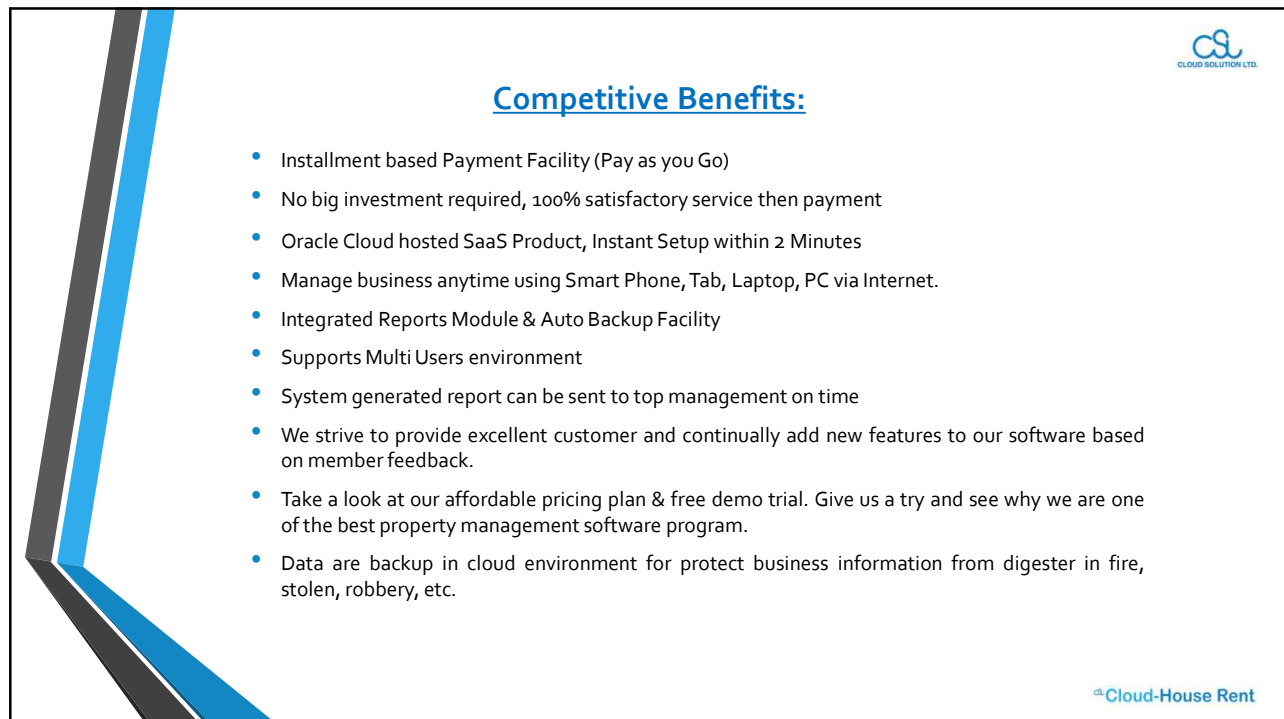 CSL
CLOUD SOLUTION LTD.
Competitive Benefits:
• Installment based Payment Facility (Pay as you Go)
• No big investment required, 100% satisfactory service then payment
• Oracle Cloud hosted SaaS Product, Instant Setup within 2 Minutes
• Manage business anytime using Smart Phone, Tab, Laptop, PC via Internet.
• Integrated Reports Module & Auto Backup Facility
• Supports Multi Users environment
• System generated report can be sent to top management on time
• We strive to provide excellent customer and continually add new features to our software based
on member feedback.
• Take a look at our affordable pricing plan & free demo trial. Give us a try and see why we are one
of the best property management software program.
• Data are backup in cloud environment for protect business information from digester in fire,
stolen, robbery, etc.
CSL Cloud-House Rent